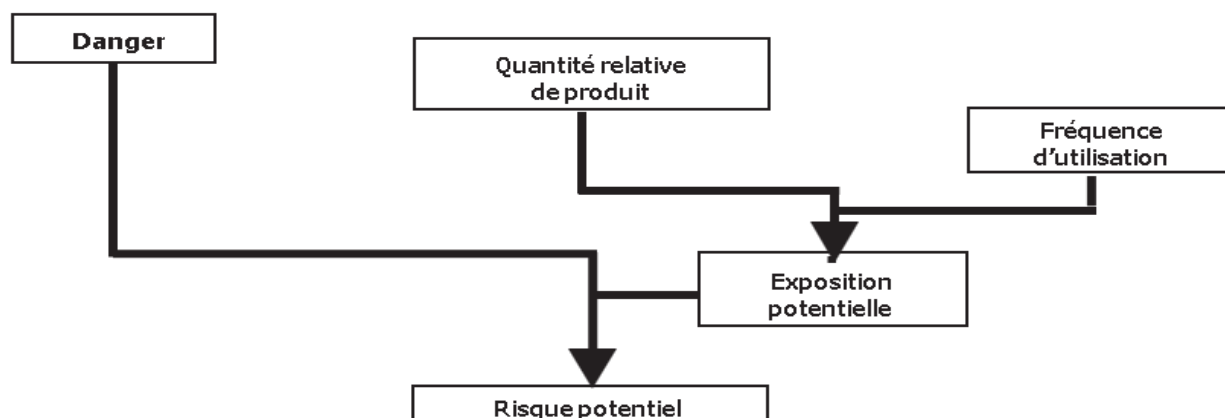 Danger
Quantité relative
de produit
Fréquence
d'utilisation
Exposition
potentielle
Risque potentiel